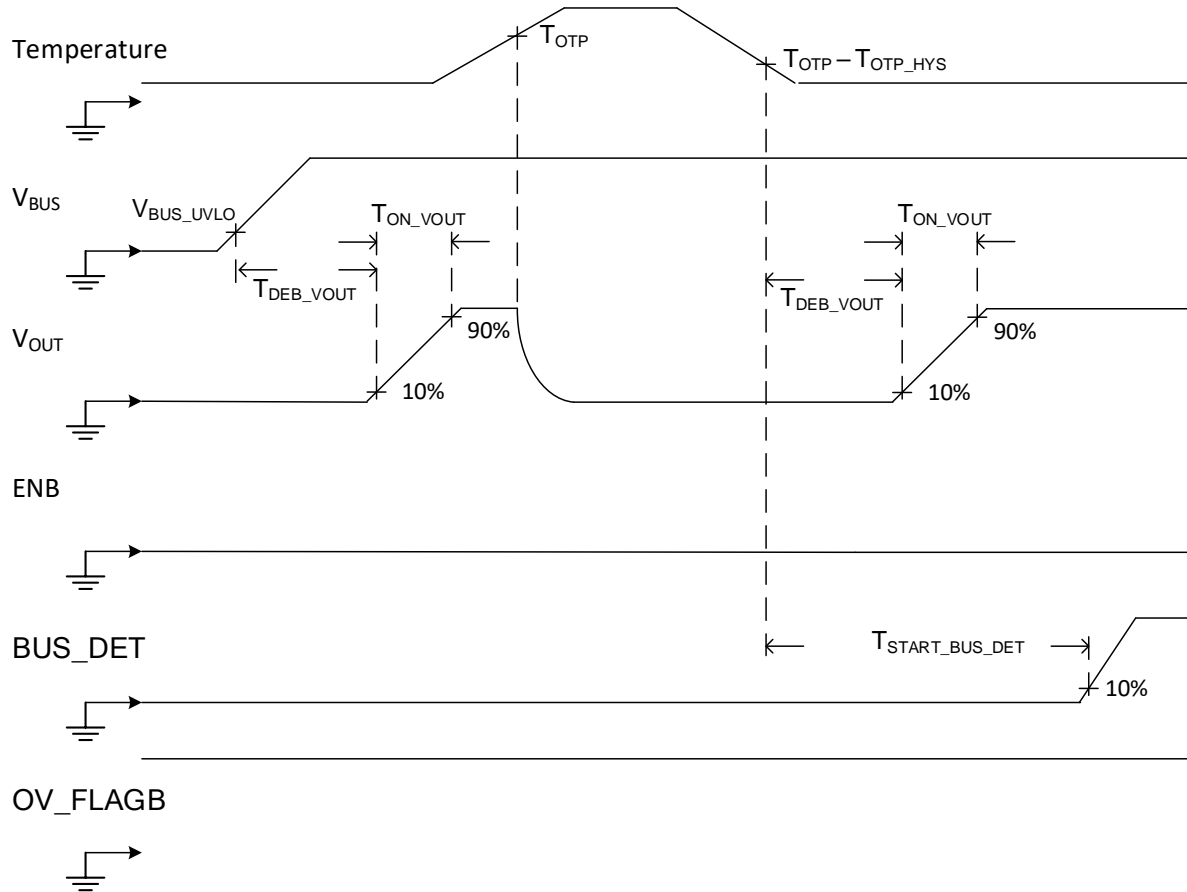 Temperature
T_OTP
T_OTP – T_OTP_HYS
V_BUS
V_BUS_UVLO
T_ON_VOUT
T_ON_VOUT
T_DEB_VOUT
T_DEB_VOUT
V_OUT
90%
90%
10%
10%
ENB
BUS_DET
T_START_BUS_DET
10%
OV_FLAGB